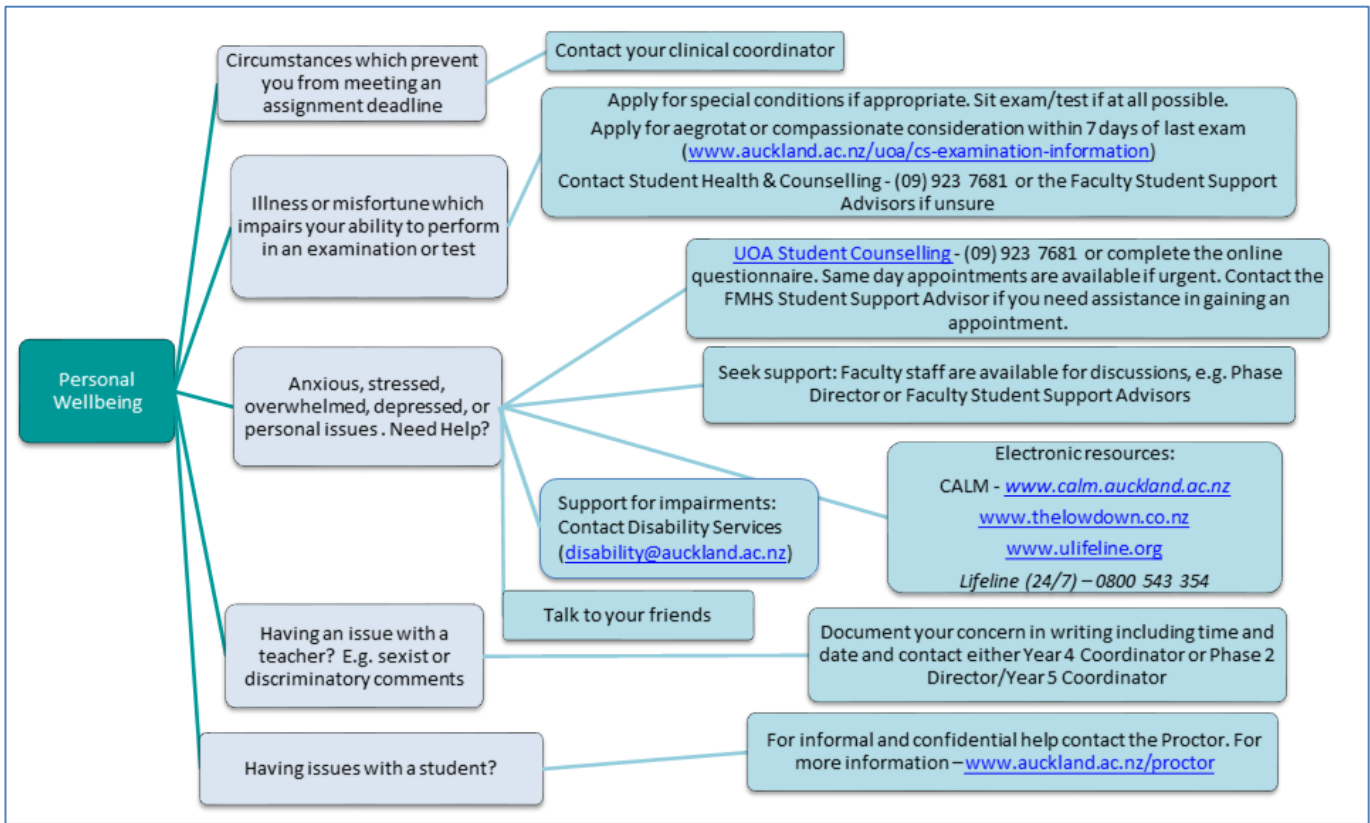 Personal
Wellbeing
Circumstances which prevent
you from meeting an
assignment deadline
Contact your clinical coordinator
Illness or misfortune which
impairs your ability to perform
in an examination or test
Apply for special conditions if appropriate. Sit exam/test if at all possible.
Apply for aegrotat or compassionate consideration within 7 days of last exam
(www.auckland.ac.nz/uoa/cs-examination-information)
Contact Student Health & Counselling - (09) 923 7681 or the Faculty Student Support
Advisors if unsure
Anxious, stressed,
overwhelmed, depressed, or
personal issues . Need Help?
UOA Student Counselling - (09) 923 7681 or complete the online
questionnaire. Same day appointments are available if urgent. Contact the
FMHS Student Support Advisor if you need assistance in gaining an
appointment.
Seek support: Faculty staff are available for discussions, e.g. Phase
Director or Faculty Student Support Advisors
Electronic resources:
CALM - www.calm.auckland.ac.nz
www.thelowdown.co.nz
www.ulifeline.org
Lifeline (24/7) – 0800 543 354
Support for impairments:
Contact Disability Services
(disability@auckland.ac.nz)
Talk to your friends
Having an issue with a
teacher? E.g. sexist or
discriminatory comments
Document your concern in writing including time and
date and contact either Year 4 Coordinator or Phase 2
Director/Year 5 Coordinator
Having issues with a student?
For informal and confidential help contact the Proctor. For
more information – www.auckland.ac.nz/proctor